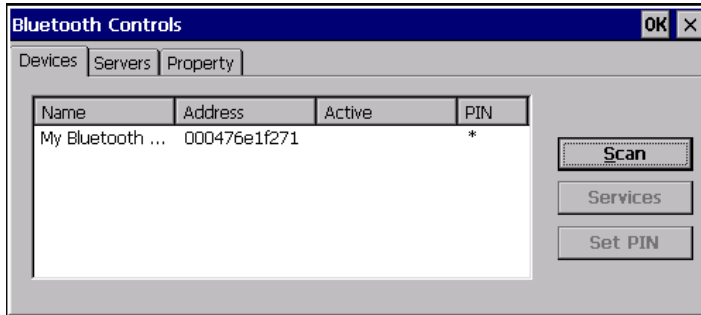 Bluetooth Controls OK ×
Devices Servers Property
Name Address Active PIN
My Bluetooth ... 000476e1f271 *
Scan
Services
Set PIN